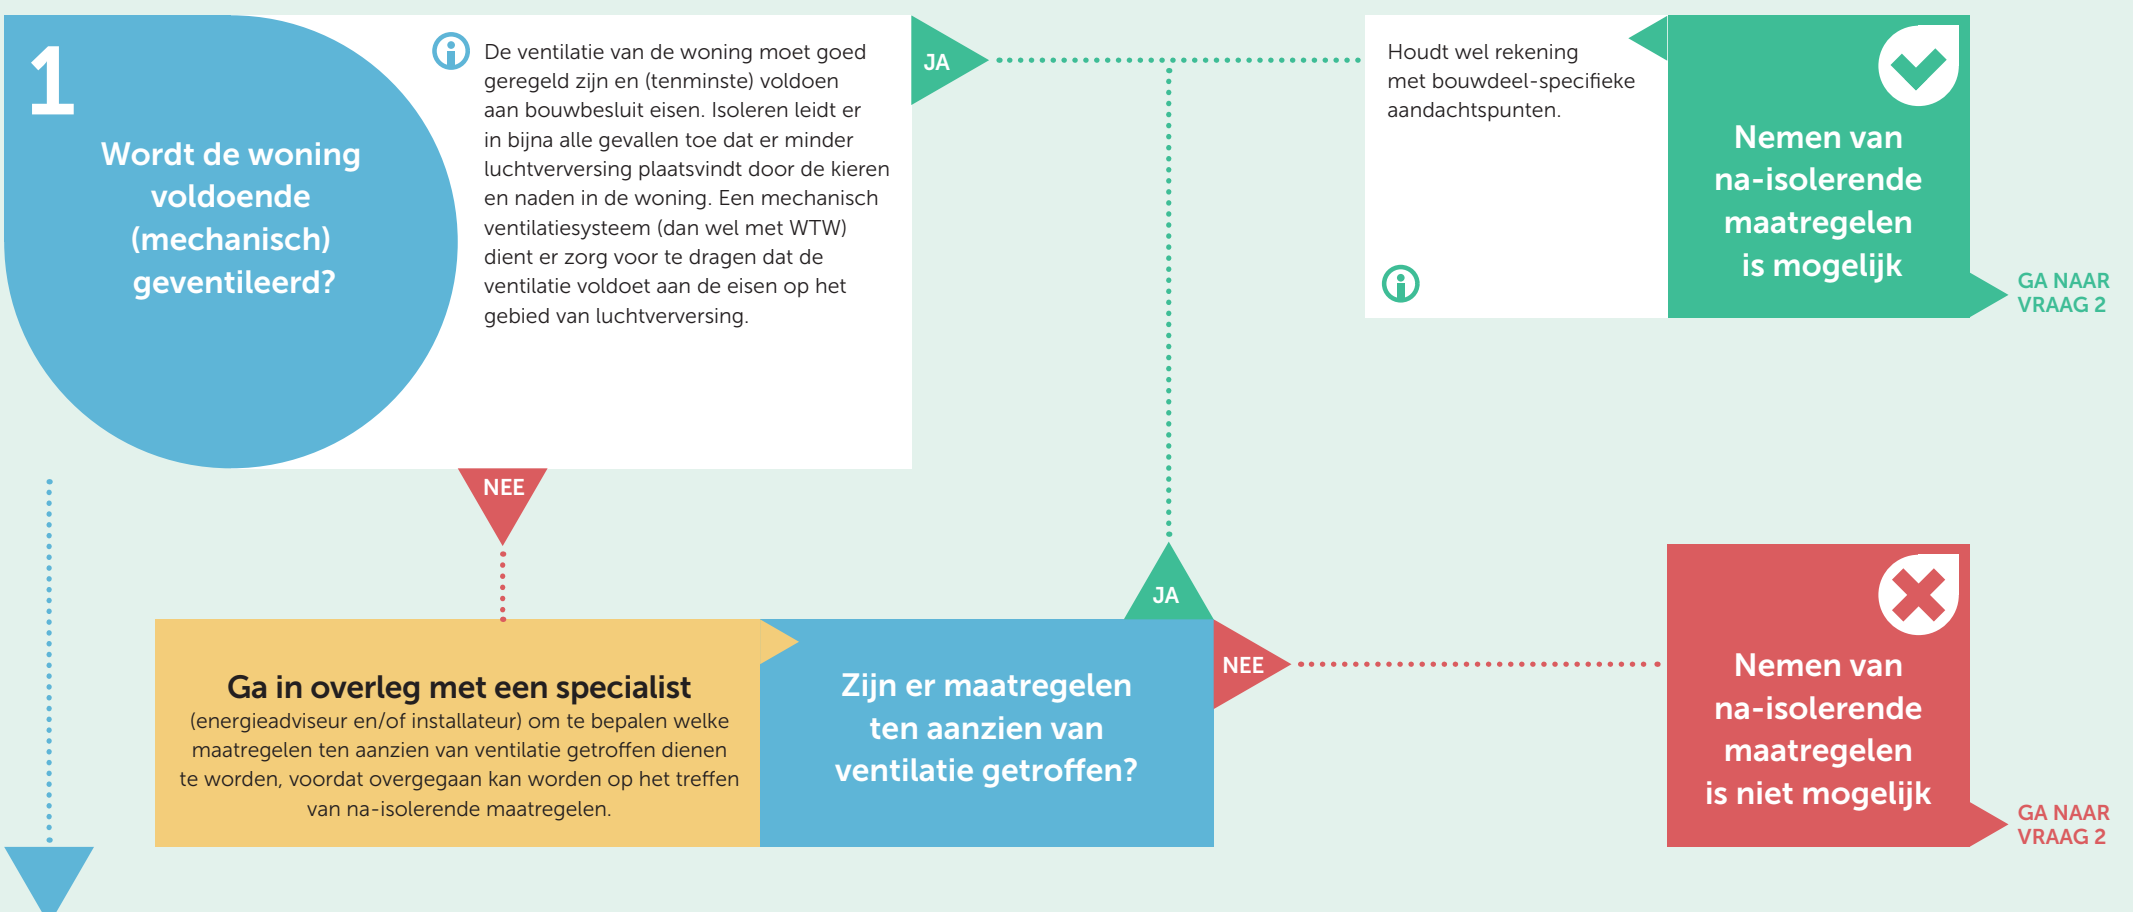 1
Wordt de woning
voldoende
(mechanisch)
geventileerd?
De ventilatie van de woning moet goed
geregeld zijn en (tenminste) voldoen
aan bouwbesluit eisen. Isoleren leidt er
in bijna alle gevallen toe dat er minder
luchtverversing plaatsvindt door de kieren
en naden in de woning. Een mechanisch
ventilatiesysteem (dan wel met WTW)
dient er zorg voor te dragen dat de
ventilatie voldoet aan de eisen op het
gebied van luchtverversing.
JA
Houdt wel rekening
met bouwdeel-specifieke
aandachtspunten.
Nemen van
na-isolerende
maatregelen
is mogelijk
GA NAAR
VRAAG 2
NEE
Ga in overleg met een specialist
(energieadviseur en/of installateur) om te bepalen welke
maatregelen ten aanzien van ventilatie getroffen dienen
te worden, voordat overgegaan kan worden op het treffen
van na-isolerende maatregelen.
Zijn er maatregelen
ten aanzien van
ventilatie getroffen?
JA
NEE
Nemen van
na-isolerende
maatregelen
is niet mogelijk
GA NAAR
VRAAG 2